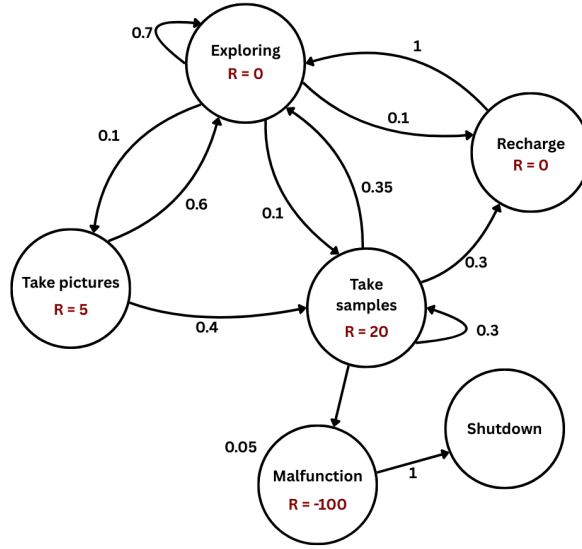 0.7
Exploring
R = 0
1
0.1
Recharge
R = 0
0.1
0.6
0.1
0.35
Take pictures
R = 5
0.4
Take
samples
R = 20
0.3
0.3
0.05
Malfunction
R = -100
1
Shutdown